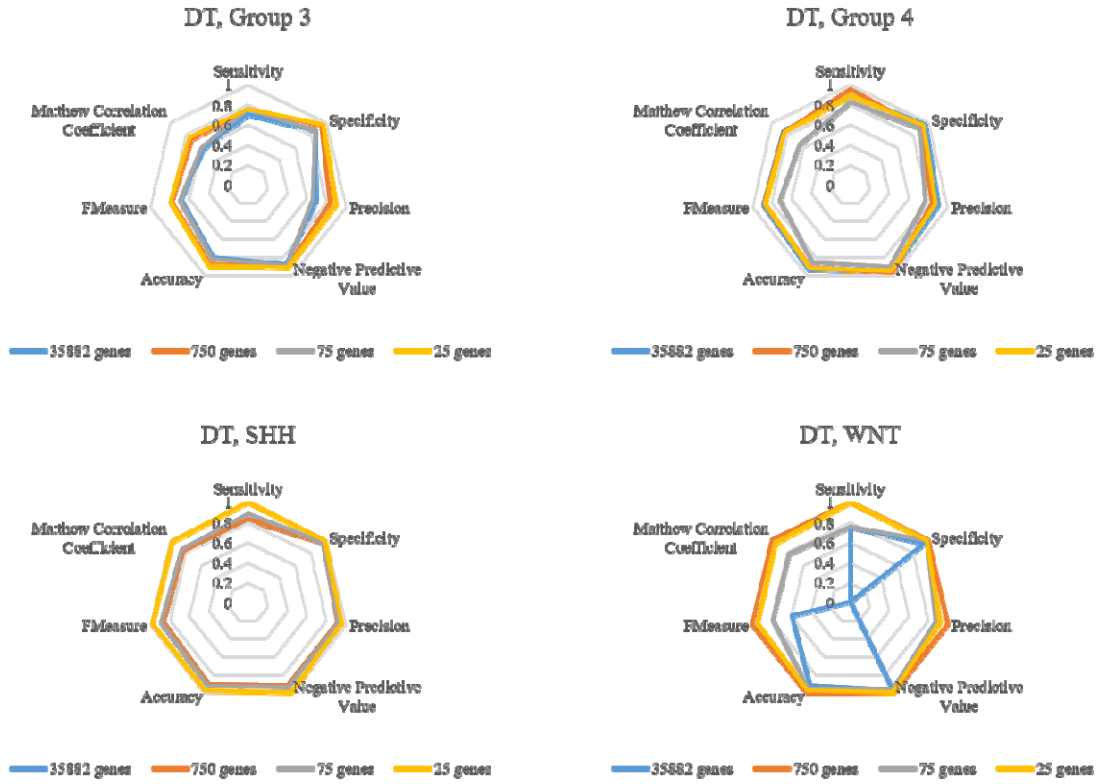 DT, Group 3
Sensitivity
1
0.8
0.6
0.4
0.2
0
Matthew Correlation
Coefficient
Specificity
FMeasure
Precision
Accuracy
Negative Predictive
Value
35882 genes 750 genes 75 genes 25 genes
DT, Group 4
Sensitivity
1
0.8
0.6
0.4
0.2
0
Matthew Correlation
Coefficient
Specificity
FMeasure
Precision
Accuracy
Negative Predictive
Value
35882 genes 750 genes 75 genes 25 genes
DT, SHH
Sensitivity
1
0.8
0.6
0.4
0.2
0
Matthew Correlation
Coefficient
Specificity
FMeasure
Precision
Accuracy
Negative Predictive
Value
35882 genes 750 genes 75 genes 25 genes
DT, WNT
Sensitivity
1
0.8
0.6
0.4
0.2
0
Matthew Correlation
Coefficient
Specificity
FMeasure
Precision
Accuracy
Negative Predictive
Value
35882 genes 750 genes 75 genes 25 genes